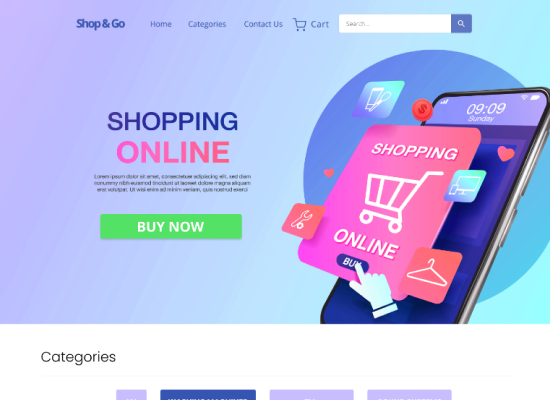 Shop & Go
Home Categories Contact Us Cart Search...
SHOPPING
ONLINE
Lorem ipsum dolor sit amet, consectetuer adipiscing elit, sed diam
nonummy nibh euismod tincidunt ut laoreet dolore magna aliquam
erat volutpat. Ut wisi enim ad minim veniam, quis nostrud exerci
BUY NOW
09:09
Sunday
SHOPPING
ONLINE
BUY
Categories